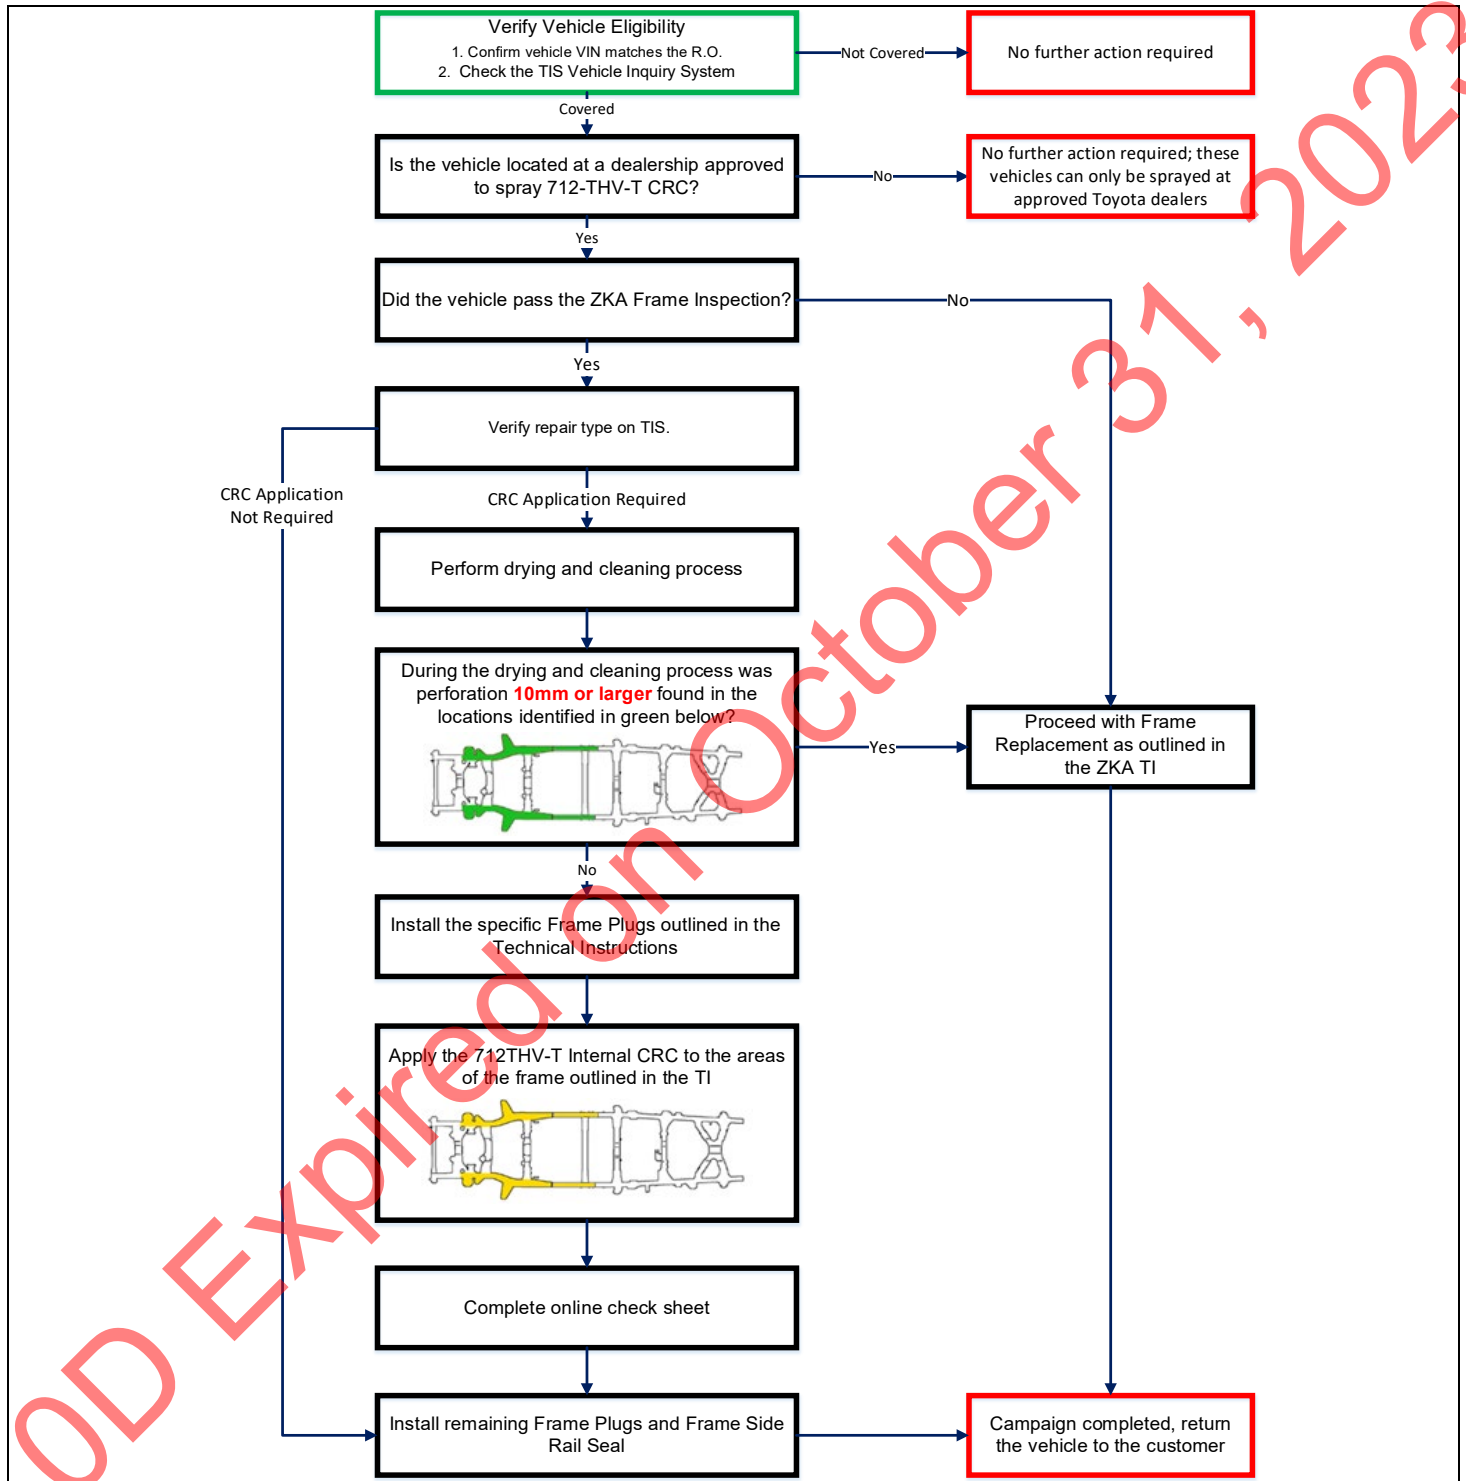 Verify Vehicle Eligibility
1. Confirm vehicle VIN matches the R.O.
2. Check the TIS Vehicle Inquiry System
Not Covered
No further action required
Covered
Is the vehicle located at a dealership approved
to spray 712-THV-T CRC?
No
No further action required; these
vehicles can only be sprayed at
approved Toyota dealers
Yes
Did the vehicle pass the ZKA Frame Inspection?
No
Yes
Verify repair type on TIS.
CRC Application
Not Required
CRC Application Required
Perform drying and cleaning process
During the drying and cleaning process was
perforation 10mm or larger found in the
locations identified in green below?
Yes
Proceed with Frame
Replacement as outlined in
the ZKA TI
No
Install the specific Frame Plugs outlined in the
Technical Instructions
Apply the 712THV-T Internal CRC to the areas
of the frame outlined in the TI
Complete online check sheet
Install remaining Frame Plugs and Frame Side
Rail Seal
Campaign completed, return
the vehicle to the customer
0D Expired on October 31, 2023